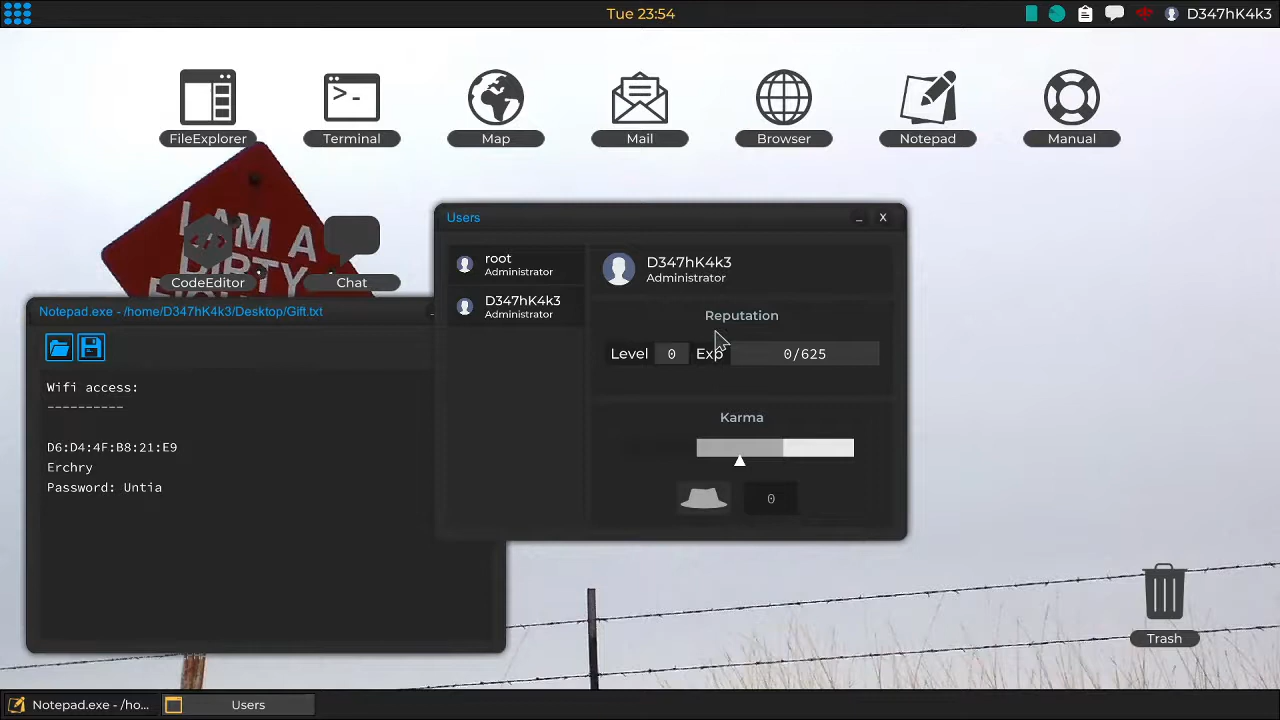 Tue 23:54
D347hK4k3
FileExplorer
Terminal
Map
Mail
Browser
Notepad
Manual
I AM A
DIRTY
CodeEditor
Chat
Notepad.exe - /home/D347hK4k3/Desktop/Gift.txt
Wifi access:
----------
D6:D4:4F:B8:21:E9
Erchry
Password: Untia
Users
root
Administrator
D347hK4k3
Administrator
D347hK4k3
Administrator
Reputation
Level 0 Exp 0/625
Karma
0
Trash
Notepad.exe - /ho...
Users